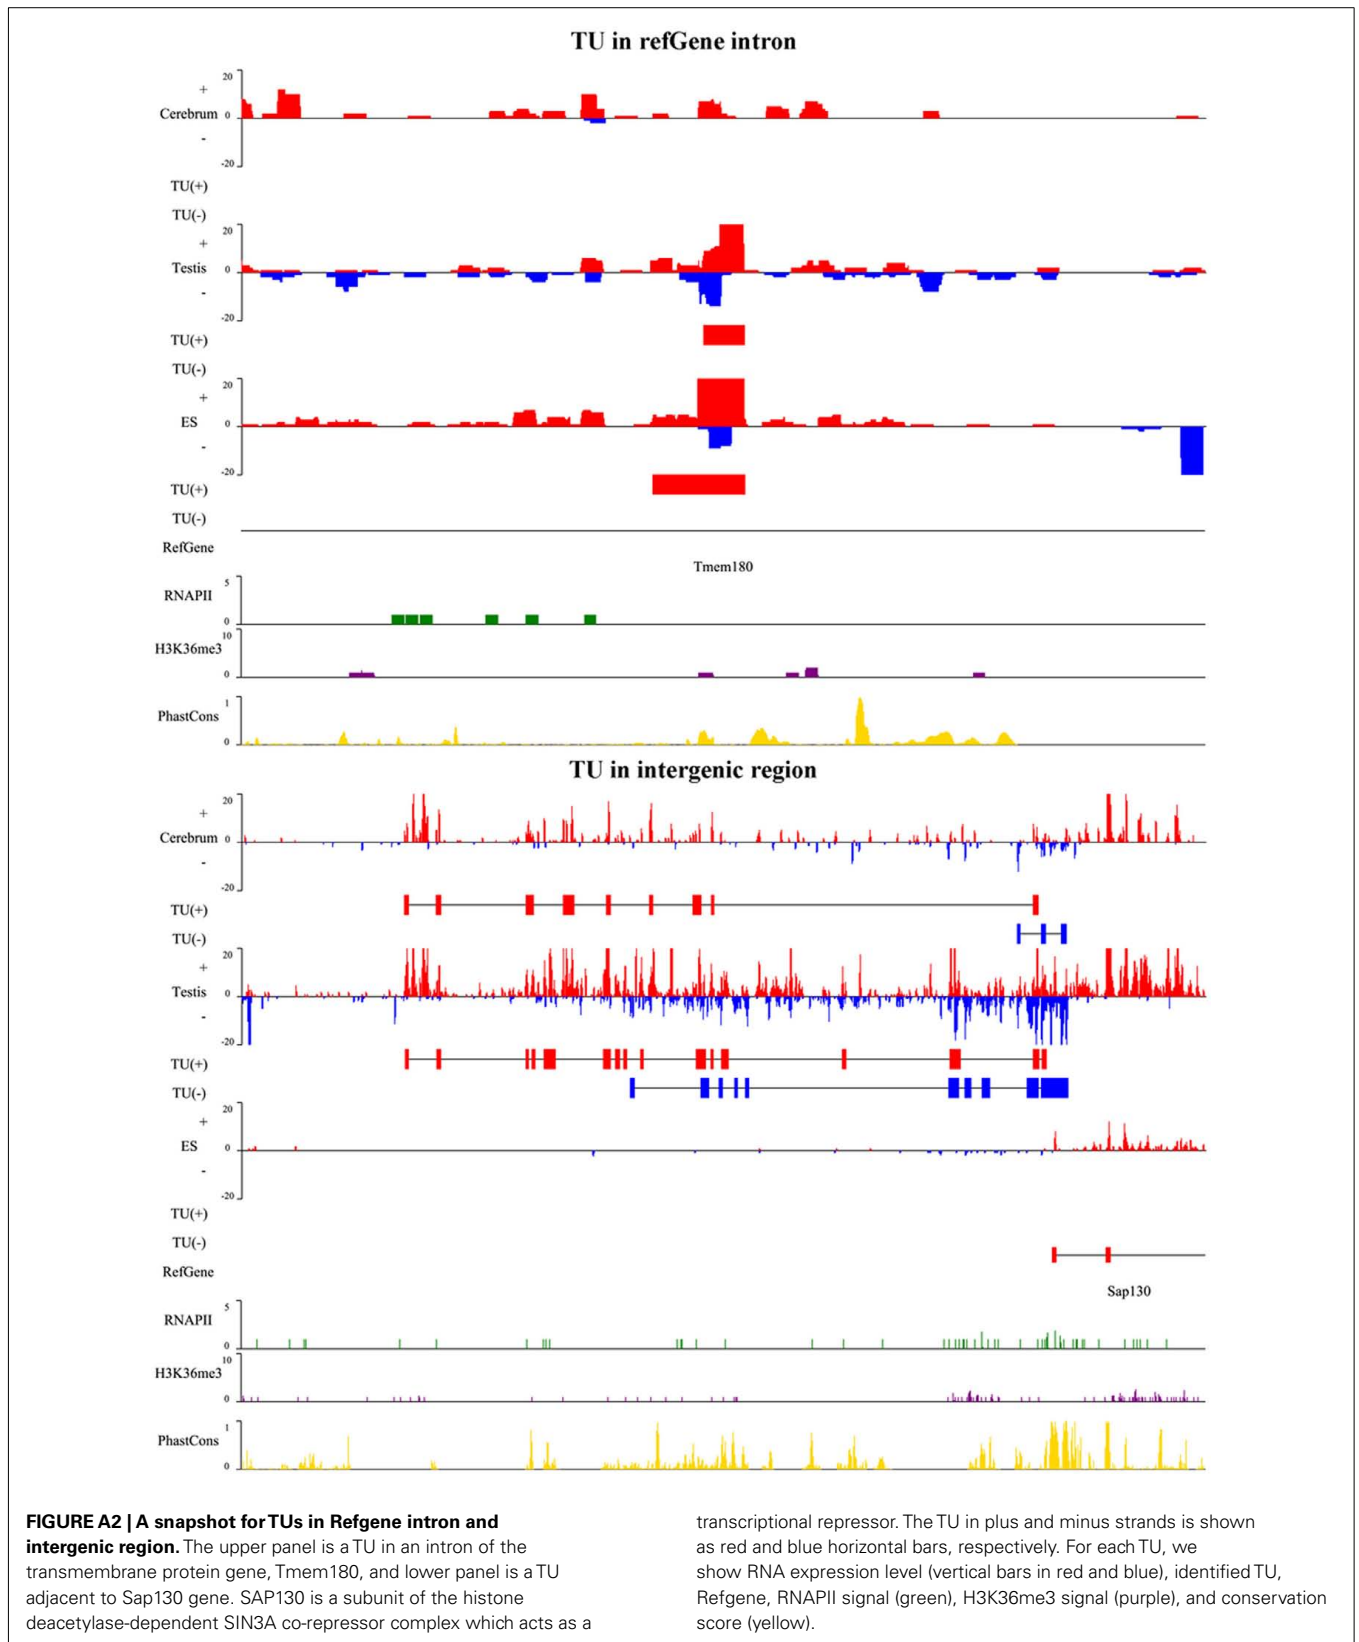 TU in refGene intron
20
+
Cerebrum 0
-
-20
TU(+)
TU(-)
20
+
Testis 0
-
-20
TU(+)
TU(-)
20
+
ES 0
-
-20
TU(+)
TU(-)
RefGene
Tmem180
5
RNAPII
0
10
H3K36me3
0
1
PhastCons
0
TU in intergenic region
20
+
Cerebrum 0
-
-20
TU(+)
TU(-)
20
+
Testis 0
-
-20
TU(+)
TU(-)
20
+
ES 0
-
-20
TU(+)
TU(-)
RefGene
Sap130
5
RNAPII
0
10
H3K36me3
0
1
PhastCons
0
FIGURE A2 | A snapshot for TUs in Refgene intron and
intergenic region. The upper panel is a TU in an intron of the
transmembrane protein gene, Tmem180, and lower panel is a TU
adjacent to Sap130 gene. SAP130 is a subunit of the histone
deacetylase-dependent SIN3A co-repressor complex which acts as a
transcriptional repressor. The TU in plus and minus strands is shown
as red and blue horizontal bars, respectively. For each TU, we
show RNA expression level (vertical bars in red and blue), identified TU,
Refgene, RNAPII signal (green), H3K36me3 signal (purple), and conservation
score (yellow).